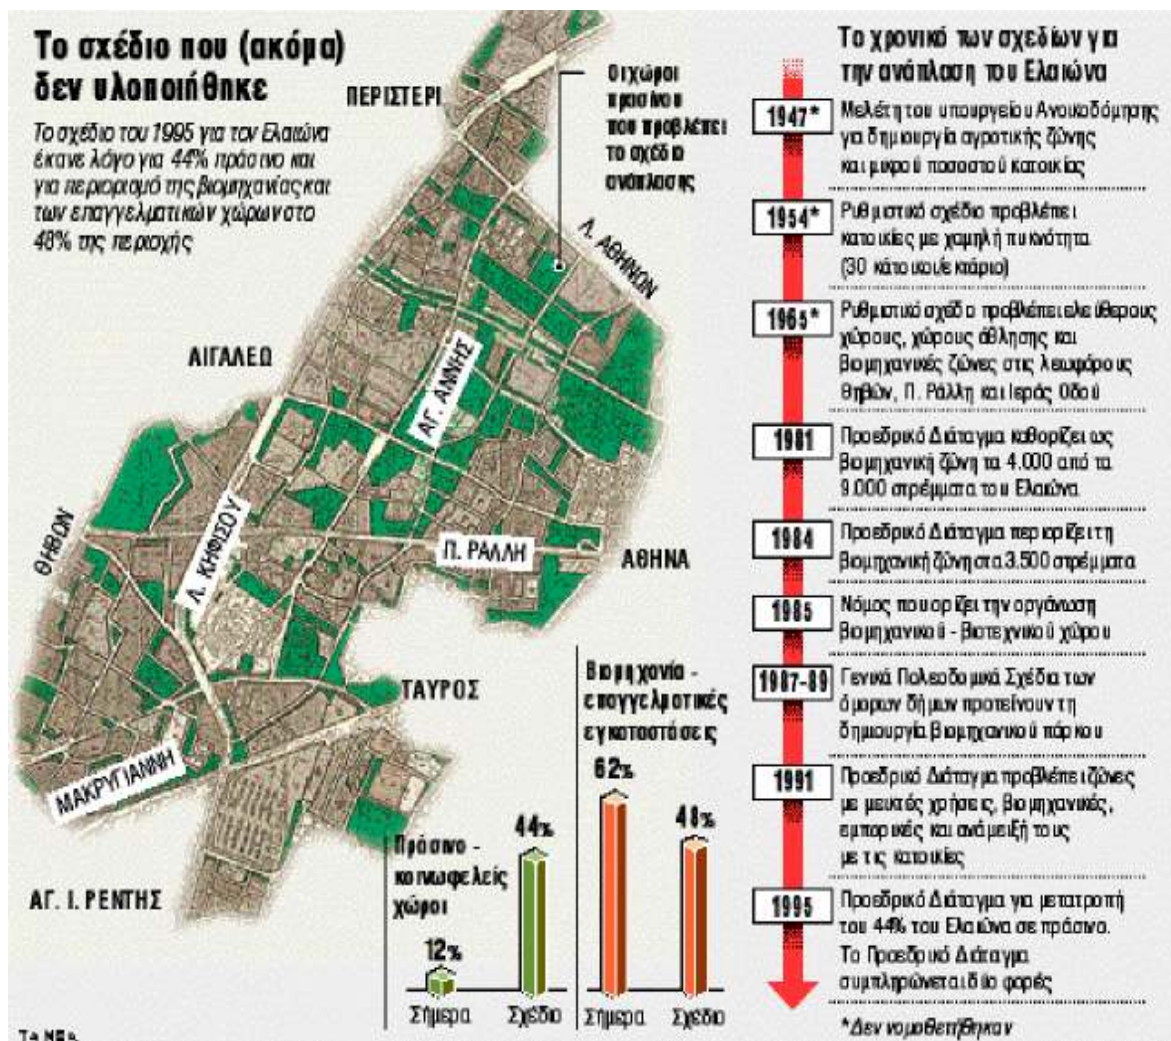 Το σχέδιο που (ακόμα)
δεν υλοποιήθηκε
Το σχέδιο του 1995 για τον Ελαιώνα
έκανε λόγο για 44% πράσινο και
για περιορισμό της βιομηχανίας και
των επαγγελματικών χώρων στο
48% της περιοχής
ΠΕΡΙΣΤΕΡΙ
Οι χώροι
πρασίνου
που προβλέπει
το σχέδιο
ανάπλασης
Λ. ΑΘΗΝΩΝ
ΑΙΓΑΛΕΩ
ΑΓ. ΑΝΝΗΣ
ΘΗΒΩΝ
Λ. ΚΗΦΙΣΟΥ
Π. ΡΑΛΛΗ
ΑΘΗΝΑ
ΤΑΥΡΟΣ
ΜΑΚΡΥΓΙΑΝΝΗ
ΑΓ. Ι. ΡΕΝΤΗΣ
Πράσινο -
κοινωφελείς
χώροι
12%
44%
Σήμερα Σχέδιο
Βιομηχανία -
επαγγελματικές
εγκαταστάσεις
62%
48%
Σήμερα Σχέδιο
Το χρονικό των σχεδίων για
την ανάπλαση του Ελαιώνα
1947*
Μελέτη του υπουργείου Ανοικοδόμησης
για δημιουργία αγροτικής ζώνης
και μικρού ποσοστού κατοικίας
1954*
Ρυθμιστικό σχέδιο προβλέπει
κατοικίες με χαμηλή πυκνότητα
(30 κάτοικοι/εκτάριο)
1965*
Ρυθμιστικό σχέδιο προβλέπει ελεύθερους
χώρους, χώρους άθλησης και
βιομηχανικές ζώνες στις λεωφόρους
Θηβών, Π. Ράλλη και Ιεράς Οδού
1981
Προεδρικό Διάταγμα καθορίζει ως
βιομηχανική ζώνη τα 4.000 από τα
9.000 στρέμματα του Ελαιώνα
1984
Προεδρικό Διάταγμα περιορίζει τη
βιομηχανική ζώνη στα 3.500 στρέμματα
1985
Νόμος που ορίζει την οργάνωση
βιομηχανικού - βιοτεχνικού χώρου
1987-89
Γενικά Πολεοδομικά Σχέδια των
όμορων δήμων προτείνουν τη
δημιουργία βιομηχανικού πάρκου
1991
Προεδρικό Διάταγμα προβλέπει ζώνες
με μεικτές χρήσεις, βιομηχανικές,
εμπορικές και ανάμειξή τους
με τις κατοικίες
1995
Προεδρικό Διάταγμα για μετατροπή
του 44% του Ελαιώνα σε πράσινο.
Το Προεδρικό Διάταγμα
συμπληρώνεται δύο φορές
*Δεν νομοθετήθηκαν
Τα ΝΕΑ